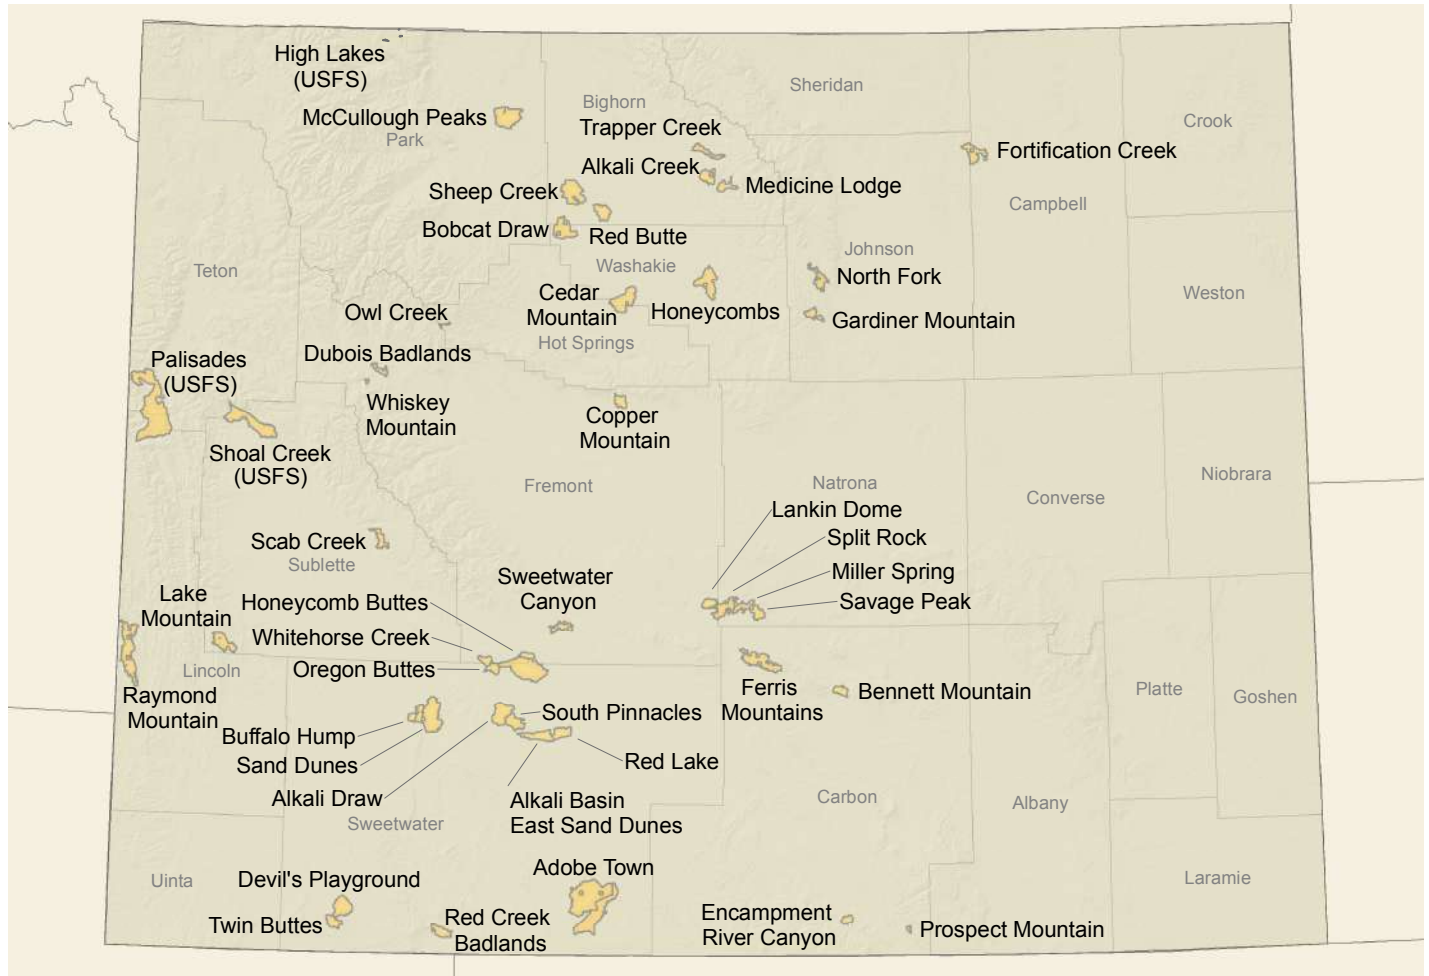 High Lakes
(USFS)
McCullough Peaks
Park
Bighorn
Sheridan
Trapper Creek
Crook
Fortification Creek
Alkali Creek
Medicine Lodge
Sheep Creek
Campbell
Bobcat Draw
Red Butte
Johnson
Teton
Washakie
North Fork
Weston
Cedar
Mountain
Honeycombs
Owl Creek
Gardiner Mountain
Hot Springs
Dubois Badlands
Palisades
(USFS)
Whiskey
Mountain
Copper
Mountain
Shoal Creek
(USFS)
Fremont
Natrona
Niobrara
Converse
Lankin Dome
Split Rock
Scab Creek
Sublette
Miller Spring
Sweetwater
Canyon
Savage Peak
Lake
Mountain
Honeycomb Buttes
Whitehorse Creek
Lincoln
Oregon Buttes
Raymond
Mountain
Ferris
Mountains
Bennett Mountain
Platte
Goshen
South Pinnacles
Buffalo Hump
Red Lake
Sand Dunes
Alkali Draw
Alkali Basin
East Sand Dunes
Carbon
Albany
Sweetwater
Adobe Town
Uinta
Devil's Playground
Laramie
Twin Buttes
Red Creek
Badlands
Encampment
River Canyon
Prospect Mountain